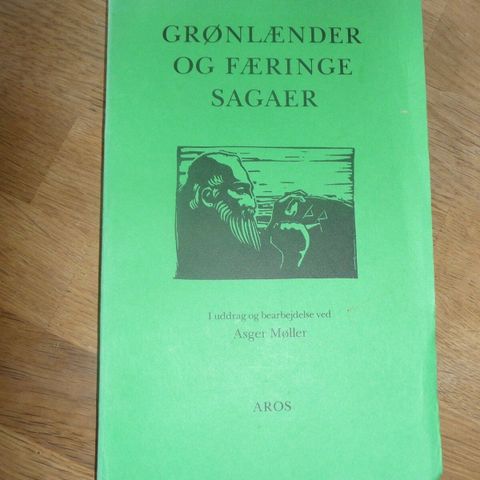 GRØNLÆNDER
OG FÆRINGE
SAGAER
I uddrag og bearbejdelse ved
Asger Møller
AROS